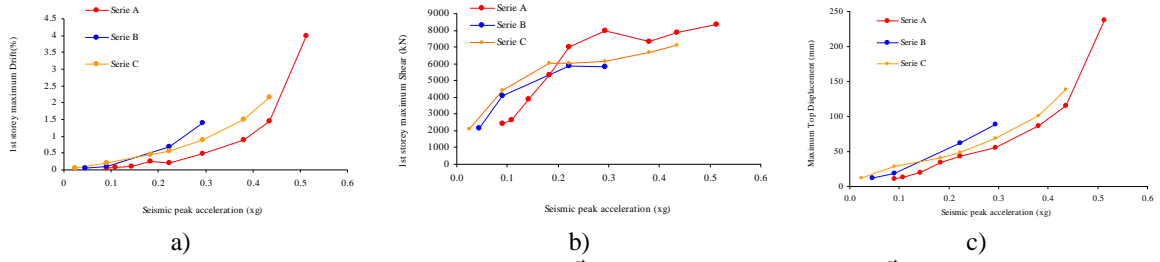 4.5
4
3.5
3
2.5
2
1.5
1
0.5
0
0 0.1 0.2 0.3 0.4 0.5 0.6
1st storey maximum Drift(%)
Seismic peak acceleration (xg)
Serie A
Serie B
Serie C
a)
10000
9000
8000
7000
6000
5000
4000
3000
2000
1000
0
0.0 0.1 0.2 0.3 0.4 0.5 0.6
1st storey maximum Shear (kN)
Seismic peak acceleration (xg)
Serie A
Serie B
Serie C
b)
250
200
150
100
50
0
0 0.1 0.2 0.3 0.4 0.5 0.6
Maximum Top Displacement (mm)
Seismic peak acceleration (xg)
Serie A
Serie B
Serie C
c)
st st